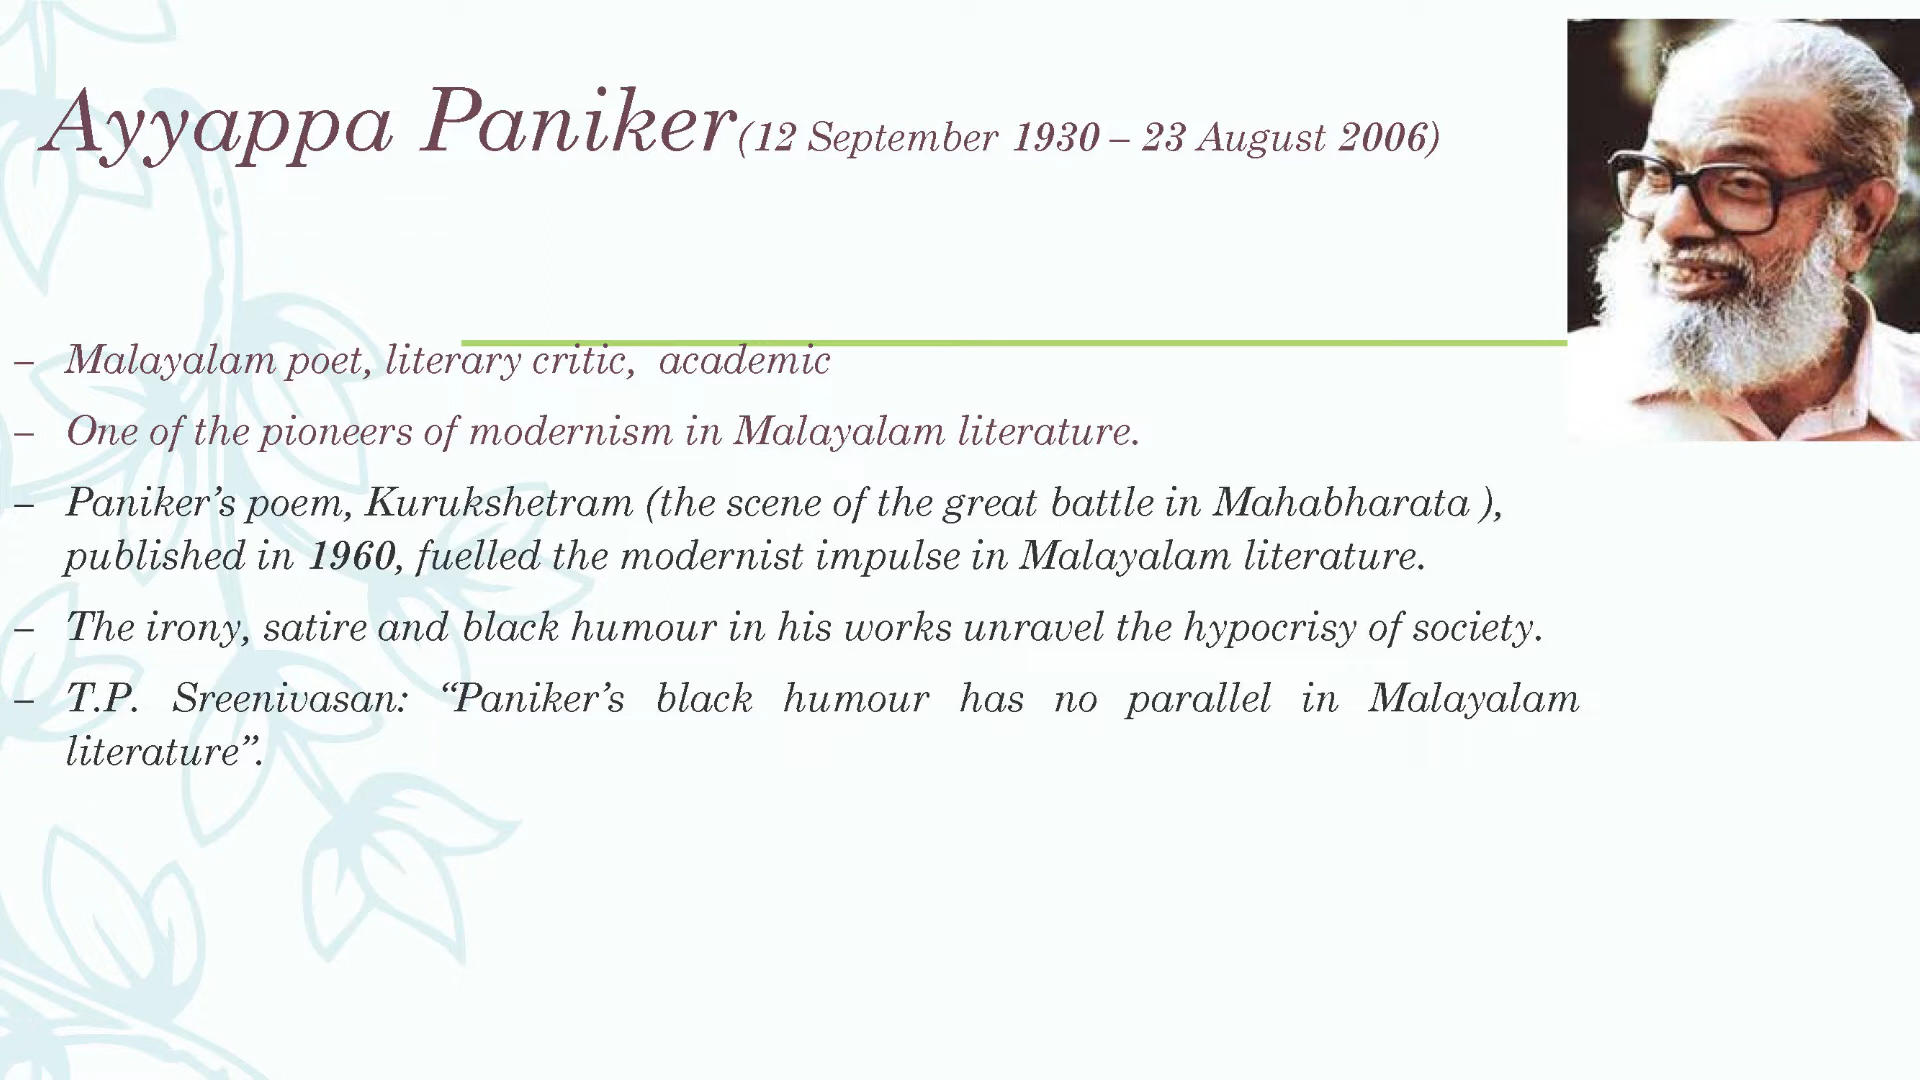 Ayyappa Paniker(12 September 1930 – 23 August 2006)
– Malayalam poet, literary critic,  academic
– One of the pioneers of modernism in Malayalam literature.
– Paniker’s poem, Kurukshetram (the scene of the great battle in Mahabharata ),
published in 1960, fuelled the modernist impulse in Malayalam literature.
– The irony, satire and black humour in his works unravel the hypocrisy of society.
– T.P. Sreenivasan: “Paniker’s black humour has no parallel in Malayalam
literature”.